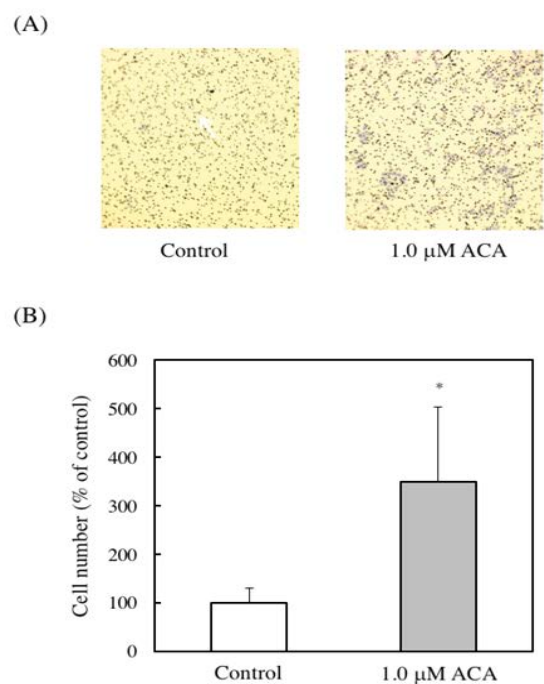 (A)
Control
1.0 μM ACA
(B)
Cell number (% of control)
600
500
400
300
200
100
0
*
Control
1.0 μM ACA